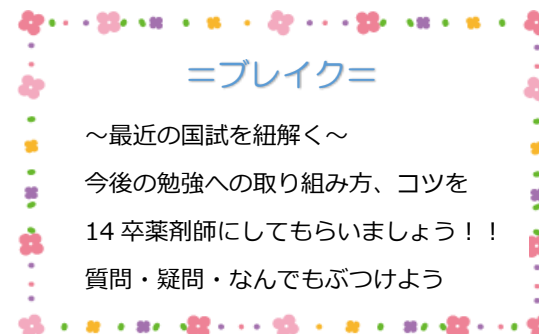 ＝ブレイク＝
～最近の国試を紐解く～
今後の勉強への取り組み方、コツを
14 卒薬剤師にしてもらいましょう！！
質問・疑問・なんでもぶつけよう